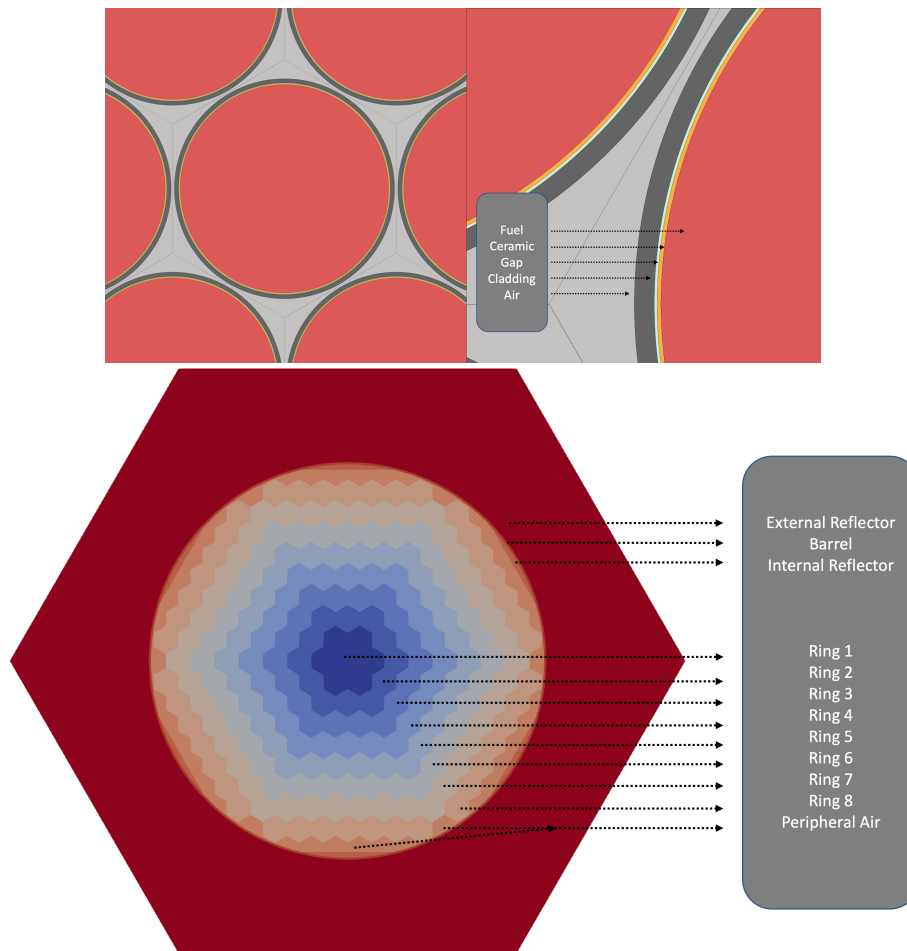 Fuel
Ceramic
Gap
Cladding
Air
External Reflector
Barrel
Internal Reflector
Ring 1
Ring 2
Ring 3
Ring 4
Ring 5
Ring 6
Ring 7
Ring 8
Peripheral Air